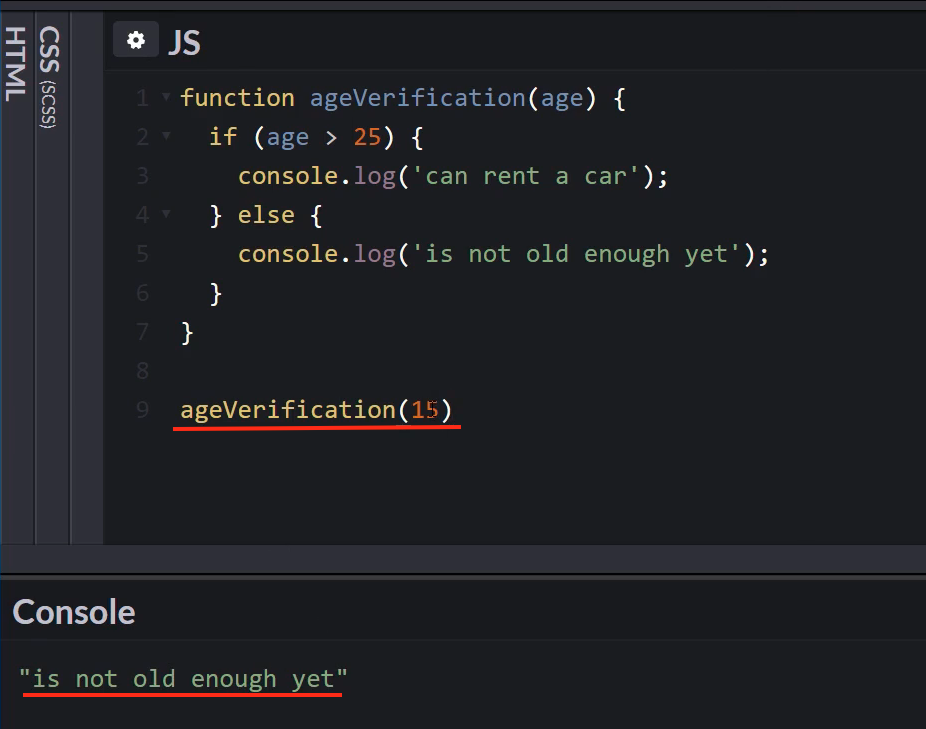 HTML
CSS (SCSS)
JS
1 function ageVerification(age) {
2 if (age > 25) {
3 console.log('can rent a car');
4 } else {
5 console.log('is not old enough yet');
6 }
7 }
8
9 ageVerification(15)
Console
"is not old enough yet"